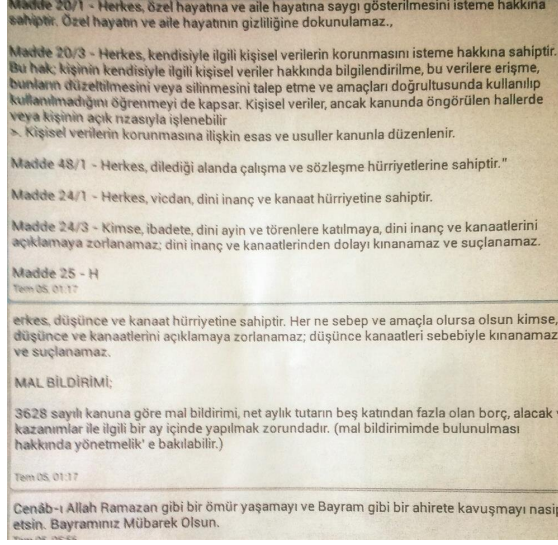 Madde 20/1 - Herkes, özel hayatına ve aile hayatına saygı gösterilmesini isteme hakkına
sahiptir. Özel hayatın ve aile hayatının gizliliğine dokunulamaz.,
Madde 20/3 - Herkes, kendisiyle ilgili kişisel verilerin korunmasını isteme hakkına sahiptir.
Bu hak; kişinin kendisiyle ilgili kişisel veriler hakkında bilgilendirilme, bu verilere erişme,
bunların düzeltilmesini veya silinmesini talep etme ve amaçları doğrultusunda kullanılıp
kullanılmadığını öğrenmeyi de kapsar. Kişisel veriler, ancak kanunda öngörülen hallerde
veya kişinin açık rızasıyla işlenebilir
>. Kişisel verilerin korunmasına ilişkin esas ve usuller kanunla düzenlenir.
Madde 48/1 - Herkes, dilediği alanda çalışma ve sözleşme hürriyetlerine sahiptir."
Madde 24/1 - Herkes, vicdan, dini inanç ve kanaat hürriyetine sahiptir.
Madde 24/3 - Kimse, ibadete, dini ayin ve törenlere katılmaya, dini inanç ve kanaatlerini
açıklamaya zorlanamaz; dini inanç ve kanaatlerinden dolayı kınanamaz ve suçlanamaz.
Madde 25 - H
Tem 05, 01:17
erkes, düşünce ve kanaat hürriyetine sahiptir. Her ne sebep ve amaçla olursa olsun kimse,
düşünce ve kanaatlerini açıklamaya zorlanamaz; düşünce kanaatleri sebebiyle kınanamaz
ve suçlanamaz.
MAL BİLDİRİMİ;
3628 sayılı kanuna göre mal bildirimi, net aylık tutarın beş katından fazla olan borç, alacak
kazanımlar ile ilgili bir ay içinde yapılmak zorundadır. (mal bildirimimde bulunulması
hakkında yönetmelik' e bakılabilir.)
Tem 05, 01:17
Cenâb-ı Allah Ramazan gibi bir ömür yaşamayı ve Bayram gibi bir ahirete kavuşmayı nasip
etsin. Bayramınız Mübarek Olsun.